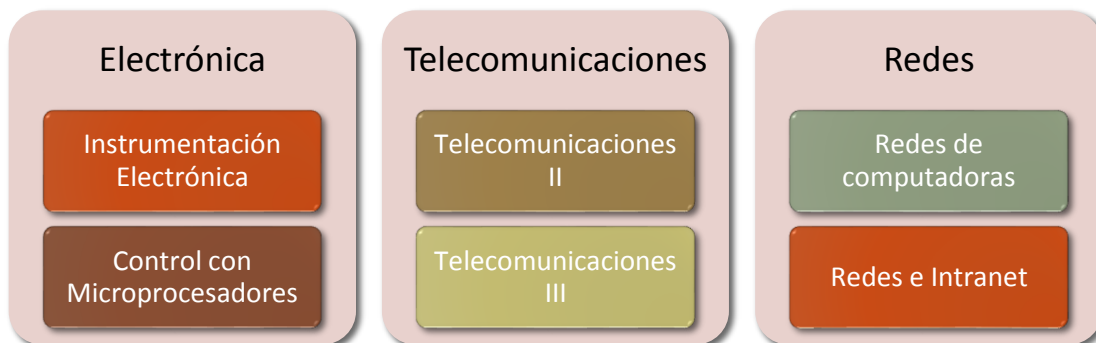 Electrónica
Instrumentación
Electrónica
Control con
Microprocesadores
Telecomunicaciones
Telecomunicaciones
II
Telecomunicaciones
III
Redes
Redes de
computadoras
Redes e Intranet